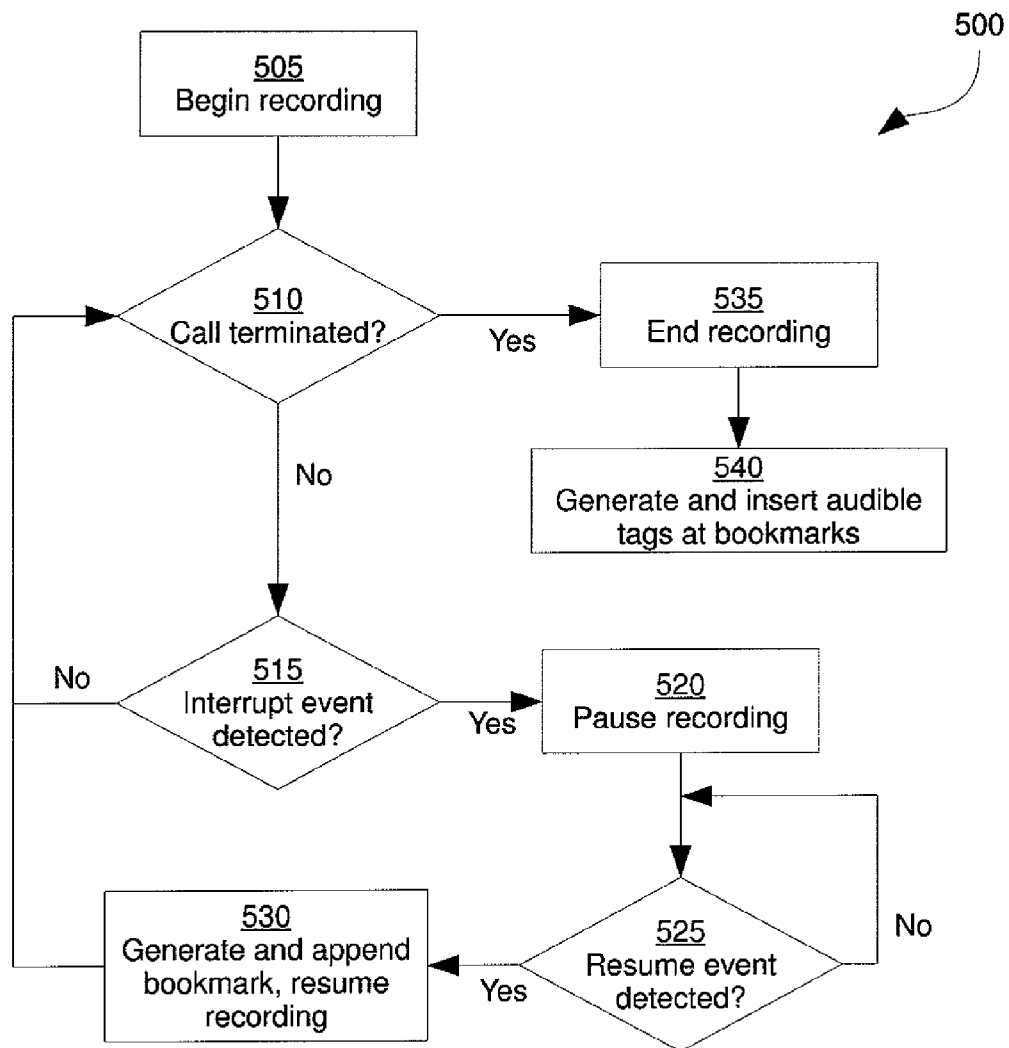 500
505
Begin recording
510
Call terminated?
Yes
535
End recording
No
540
Generate and insert audible
tags at bookmarks
515
Interrupt event
detected?
No
Yes
520
Pause recording
525
Resume event
detected?
No
Yes
530
Generate and append
bookmark, resume
recording